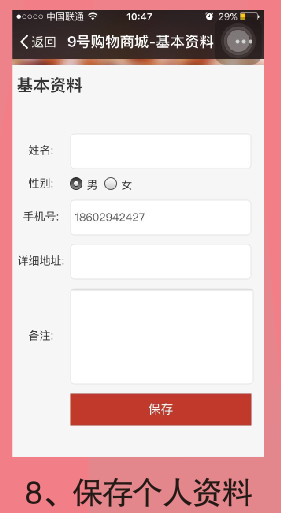 中国联通 10:47 29%
返回 9号购物商城-基本资料
基本资料
姓名:
性别: 男 女
手机号: 18602942427
详细地址:
备注:
保存
8、保存个人资料